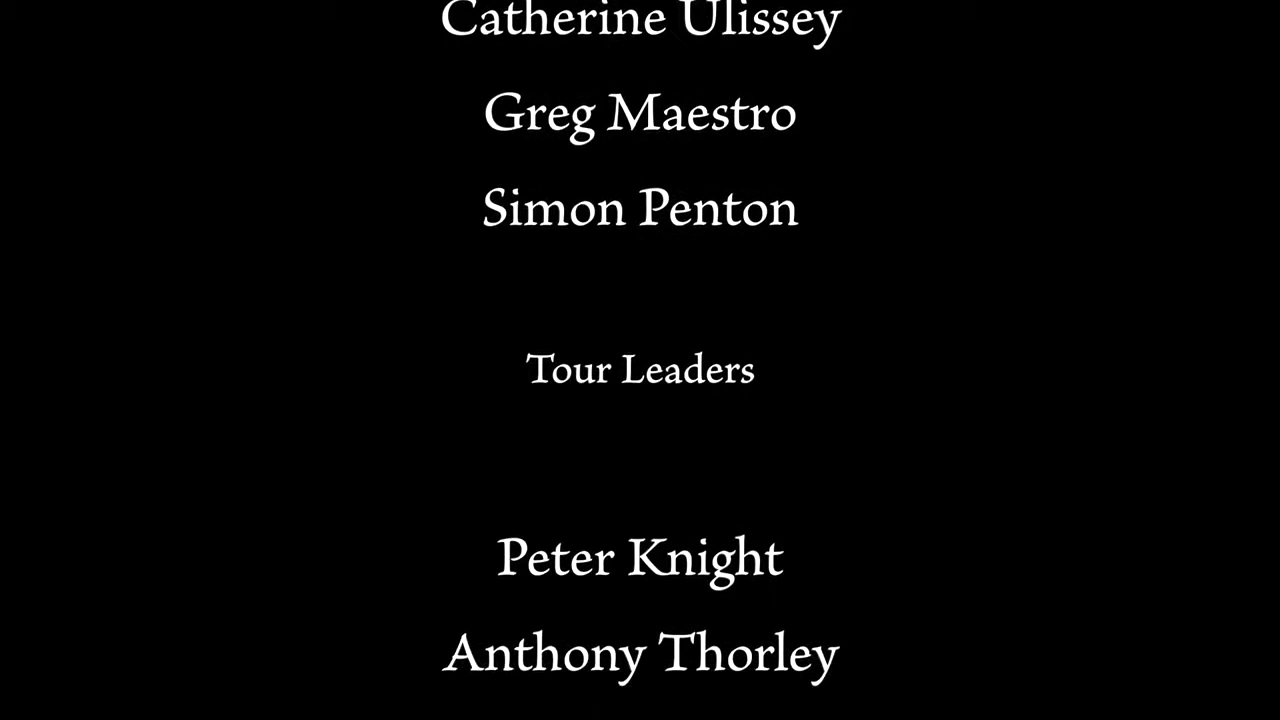 Catherine Ulissey
Greg Maestro
Simon Penton
Tour Leaders
Peter Knight
Anthony Thorley